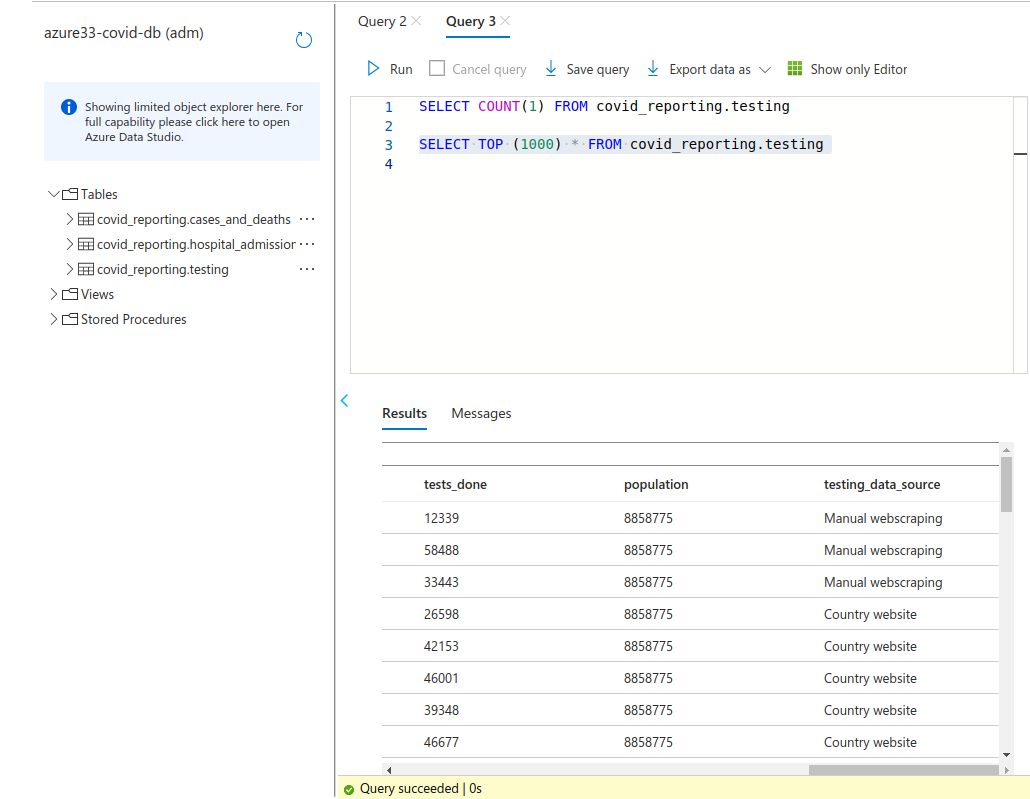 azure33-covid-db (adm)
Showing limited object explorer here. For
full capability please click here to open
Azure Data Studio.
Tables
covid_reporting.cases_and_deaths ...
covid_reporting.hospital_admission ...
covid_reporting.testing ...
Views
Stored Procedures
Query 2
Query 3
Run
Cancel query
Save query
Export data as
Show only Editor
1 SELECT COUNT(1) FROM covid_reporting.testing
2
3 SELECT TOP (1000) * FROM covid_reporting.testing
4
Results Messages
tests_done population testing_data_source
12339 8858775 Manual webscraping
58488 8858775 Manual webscraping
33443 8858775 Manual webscraping
26598 8858775 Country website
42153 8858775 Country website
46001 8858775 Country website
39348 8858775 Country website
46677 8858775 Country website
Query succeeded | 0s